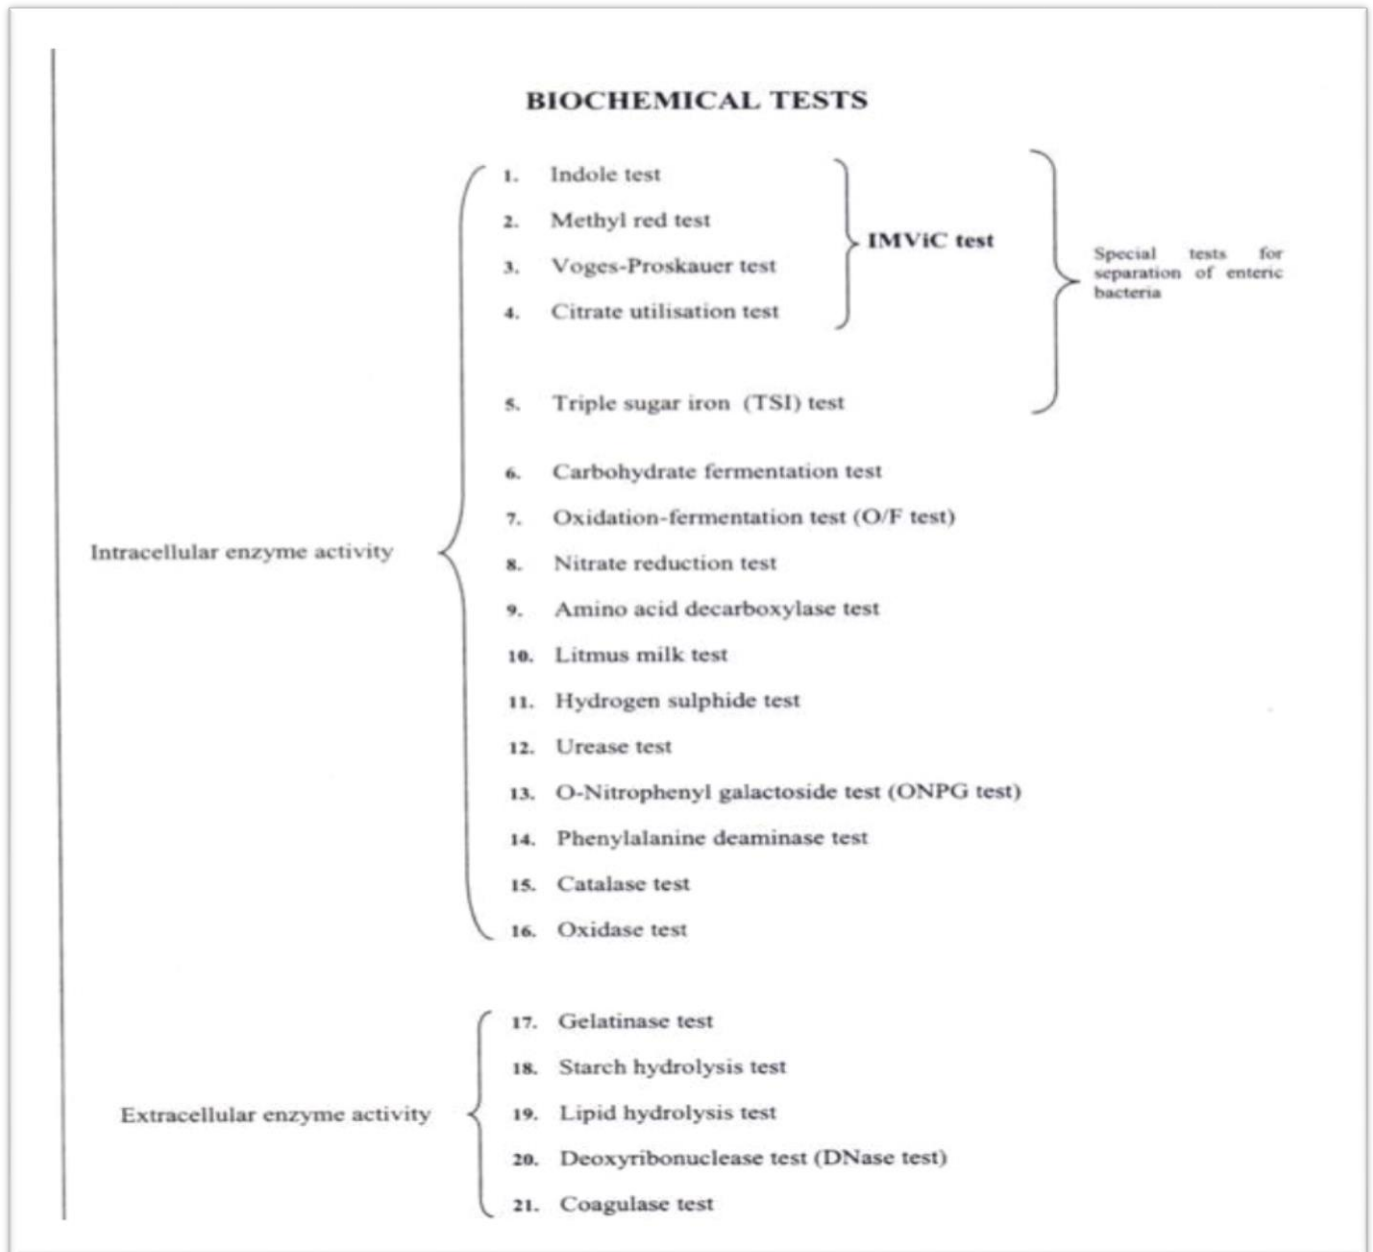 BIOCHEMICAL TESTS
1. Indole test
2. Methyl red test
3. Voges-Proskauer test
4. Citrate utilisation test
IMViC test
Special tests for
separation of enteric
bacteria
5. Triple sugar iron (TSI) test
6. Carbohydrate fermentation test
7. Oxidation-fermentation test (O/F test)
8. Nitrate reduction test
Intracellular enzyme activity
9. Amino acid decarboxylase test
10. Litmus milk test
11. Hydrogen sulphide test
12. Urease test
13. O-Nitrophenyl galactoside test (ONPG test)
14. Phenylalanine deaminase test
15. Catalase test
16. Oxidase test
17. Gelatinase test
18. Starch hydrolysis test
Extracellular enzyme activity
19. Lipid hydrolysis test
20. Deoxyribonuclease test (DNase test)
21. Coagulase test